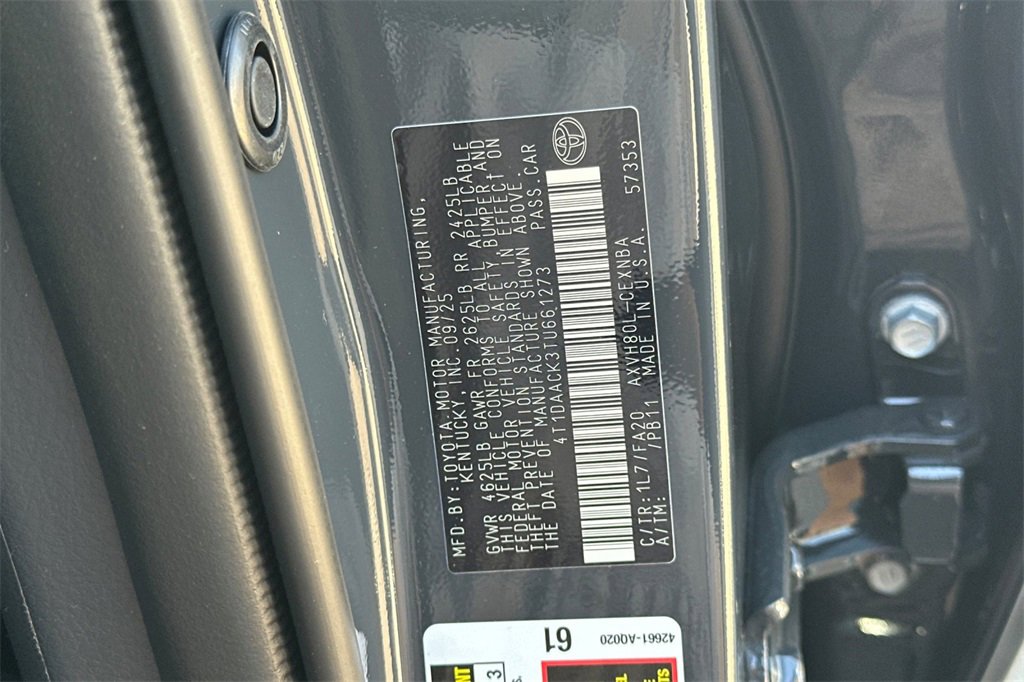 MFD.BY:TOYOTA MOTOR MANUFACTURING,
KENTUCKY, INC. 09/25
GVWR 4625LB GAWR FR 2625LB RR 2425LB
THIS VEHICLE CONFORMS TO ALL APPLICABLE
FEDERAL MOTOR VEHICLE SAFETY, BUMPER AND
THEFT PREVENTION STANDARDS IN EFFECT ON
THE DATE OF MANUFACTURE SHOWN ABOVE.
4T1DAACK3TU661273 PASS.CAR
C/TR:1L7/FA20 AXVH80L-CEXNBA
A/TM: /PB11 MADE IN U.S.A. 57353
61
42661-AQ020